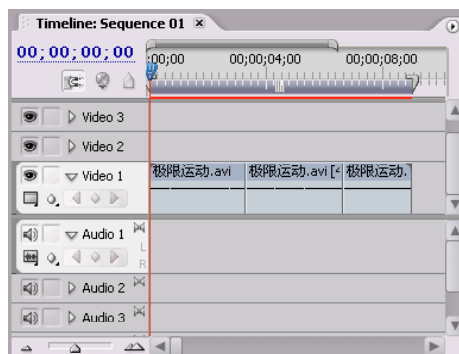 Timeline: Sequence 01
00;00;00;00
:00;00 00;00;04;00 00;00;08;00
Video 3
Video 2
Video 1
极限运动.avi 极限运动.avi [4 极限运动.
Audio 1
L
R
Audio 2
Audio 3